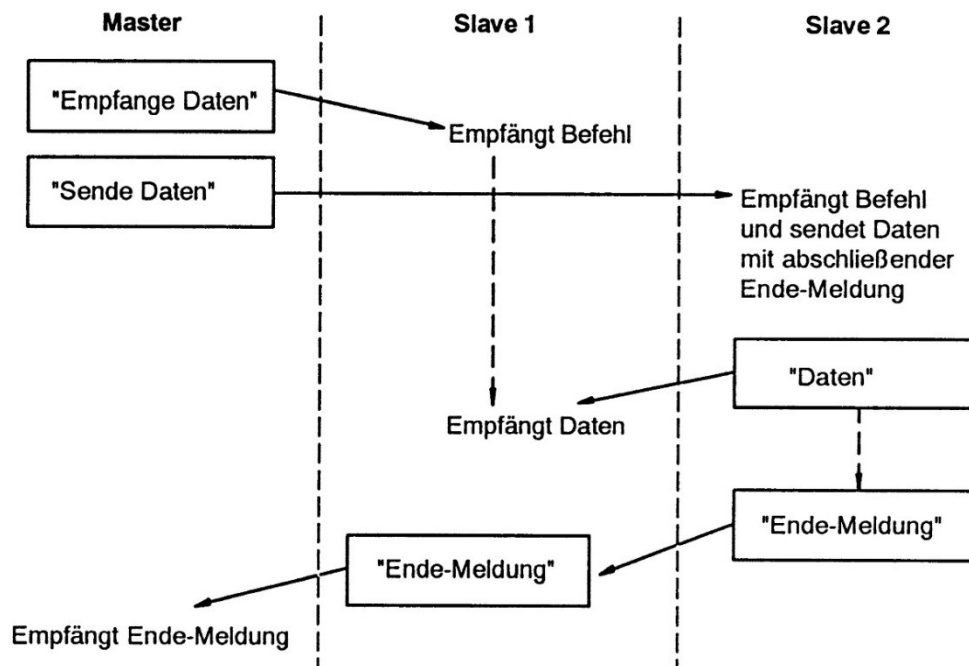 Master
Slave 1
Slave 2
"Empfange Daten"
Empfängt Befehl
"Sende Daten"
Empfängt Befehl
und sendet Daten
mit abschließender
Ende-Meldung
"Daten"
Empfängt Daten
"Ende-Meldung"
"Ende-Meldung"
Empfängt Ende-Meldung